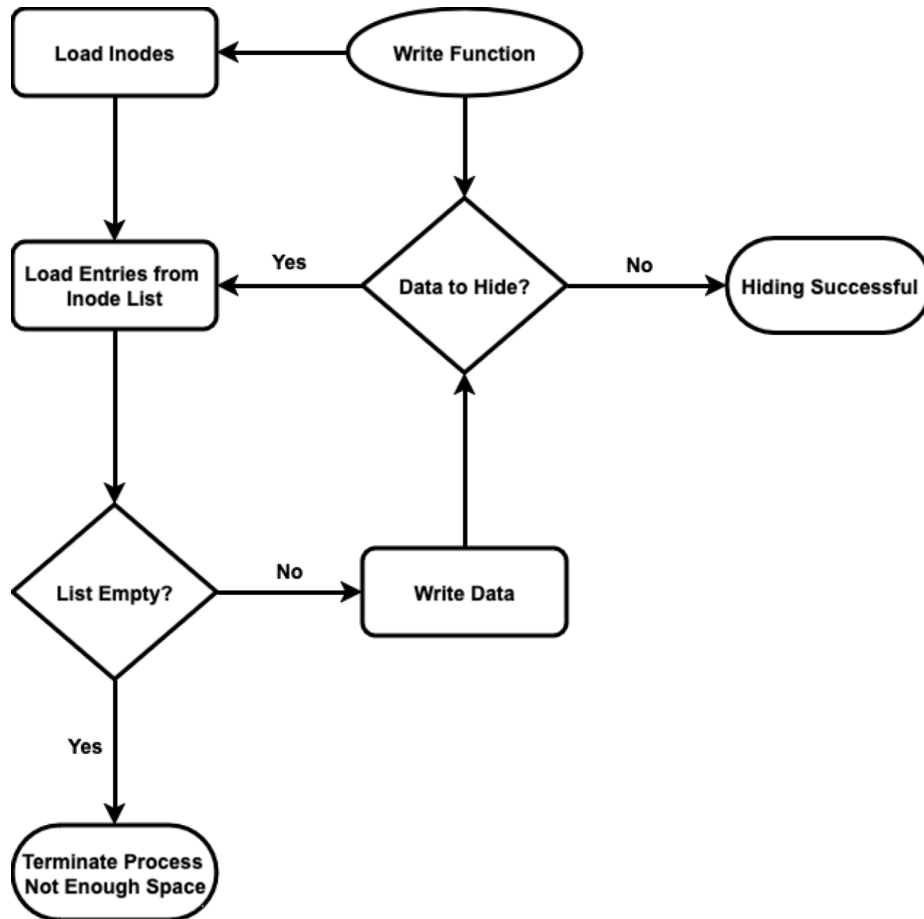 Load Inodes
Write Function
Load Entries from
Inode List
Yes
Data to Hide?
No
Hiding Successful
List Empty?
No
Write Data
Yes
Terminate Process
Not Enough Space